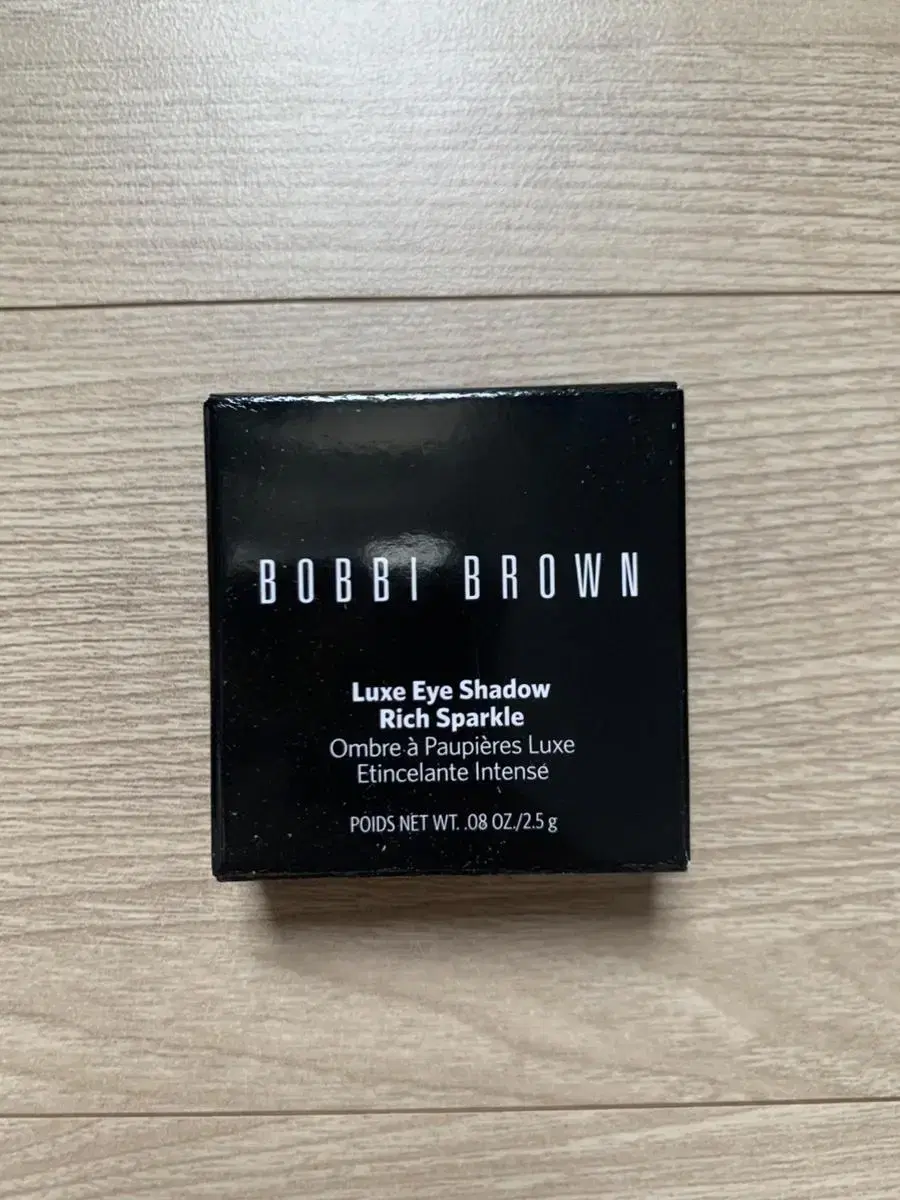 BOBBI BROWN
Luxe Eye Shadow
Rich Sparkle
Ombre à Paupières Luxe
Etincelante Intense
POIDS NET WT. .08 OZ./2.5 g